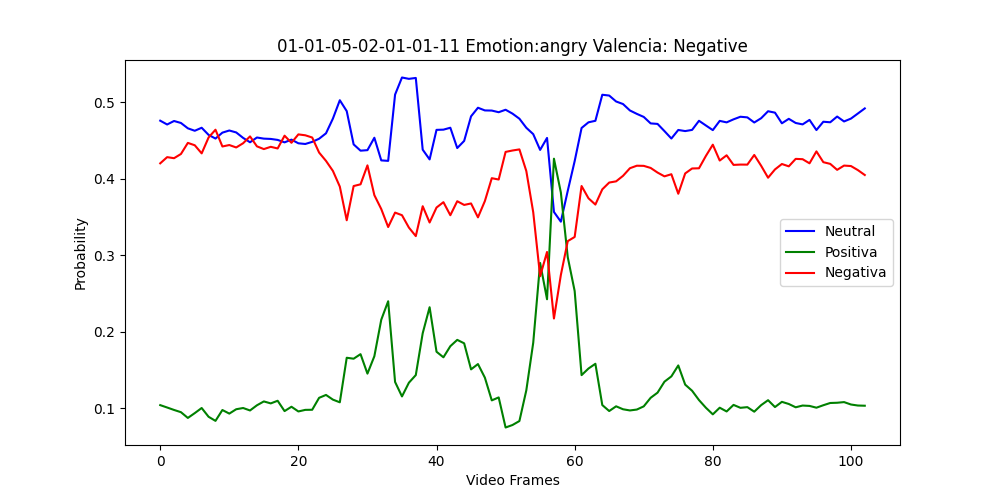 01-01-05-02-01-01-11 Emotion:angry Valencia: Negative
Probability
0.5
0.4
0.3
0.2
0.1
Neutral
Positiva
Negativa
0 20 40 60 80 100
Video Frames